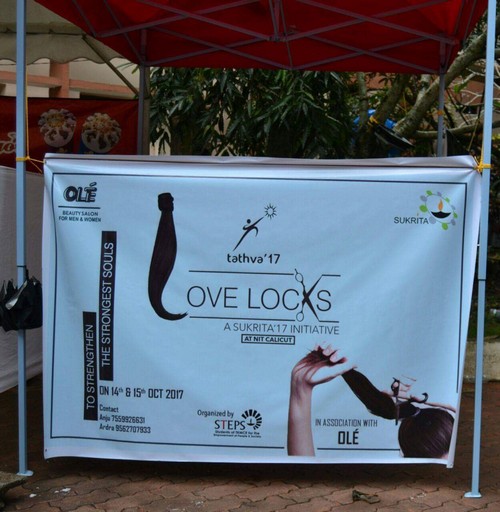 OLÉ
BEAUTY SALON
FOR MEN & WOMEN
tathva'17
SUKRITA
LOVE LOCKS
A SUKRITA'17 INITIATIVE
AT NIT CALICUT
TO STRENGTHEN
THE STRONGEST SOULS
ON 14th & 15th OCT 2017
Contact
Anju 7559926631
Ardra 9562707933
Organized by
STEPS
IN ASSOCIATION WITH
OLÉ